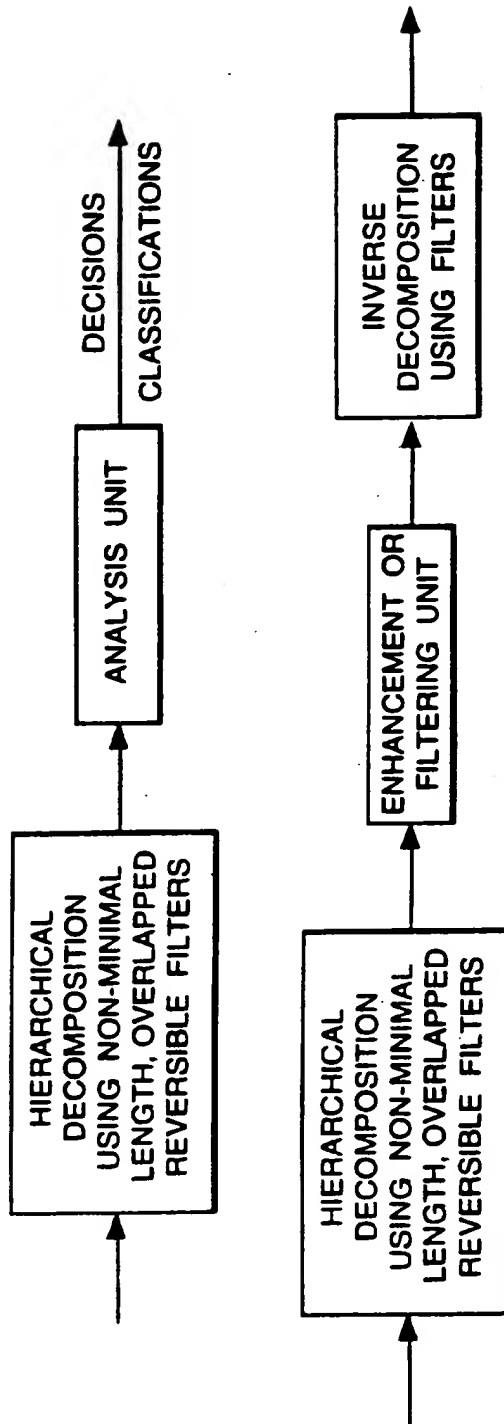 HIERARCHICAL
DECOMPOSITION
USING NON-MINIMAL
LENGTH, OVERLAPPED
REVERSIBLE FILTERS
ANALYSIS UNIT
DECISIONS
CLASSIFICATIONS
HIERARCHICAL
DECOMPOSITION
USING NON-MINIMAL
LENGTH, OVERLAPPED
REVERSIBLE FILTERS
ENHANCEMENT OR
FILTERING UNIT
INVERSE
DECOMPOSITION
USING FILTERS